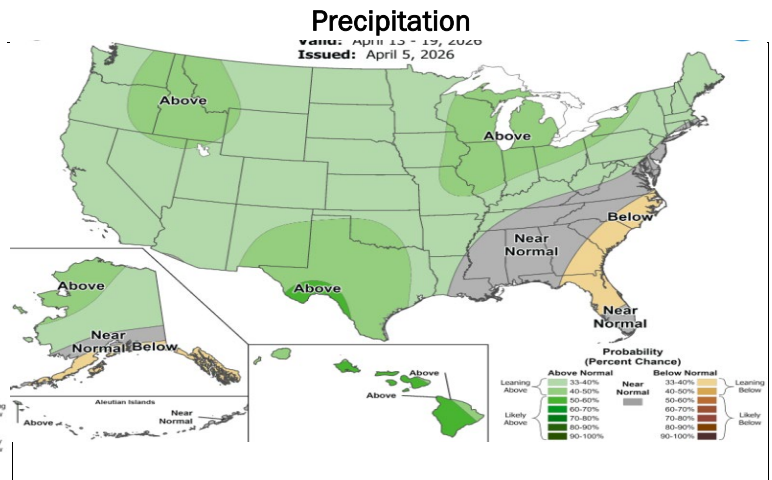 Precipitation
Valid: April 13 - 19, 2026
Issued: April 5, 2026
Above
Above
Below
Near
Normal
Above
Near
Normal
Above
Near
Normal
Below
Aleutian Islands
Above
Near
Normal
Above
Above
Probability
(Percent Chance)
Above Normal
Near
Normal
Below Normal
Leaning
Above
33-40%
40-50%
Likely
Above
50-60%
60-70%
70-80%
80-90%
90-100%
33-40%
40-50%
Leaning
Below
50-60%
60-70%
70-80%
80-90%
90-100%
Likely
Below